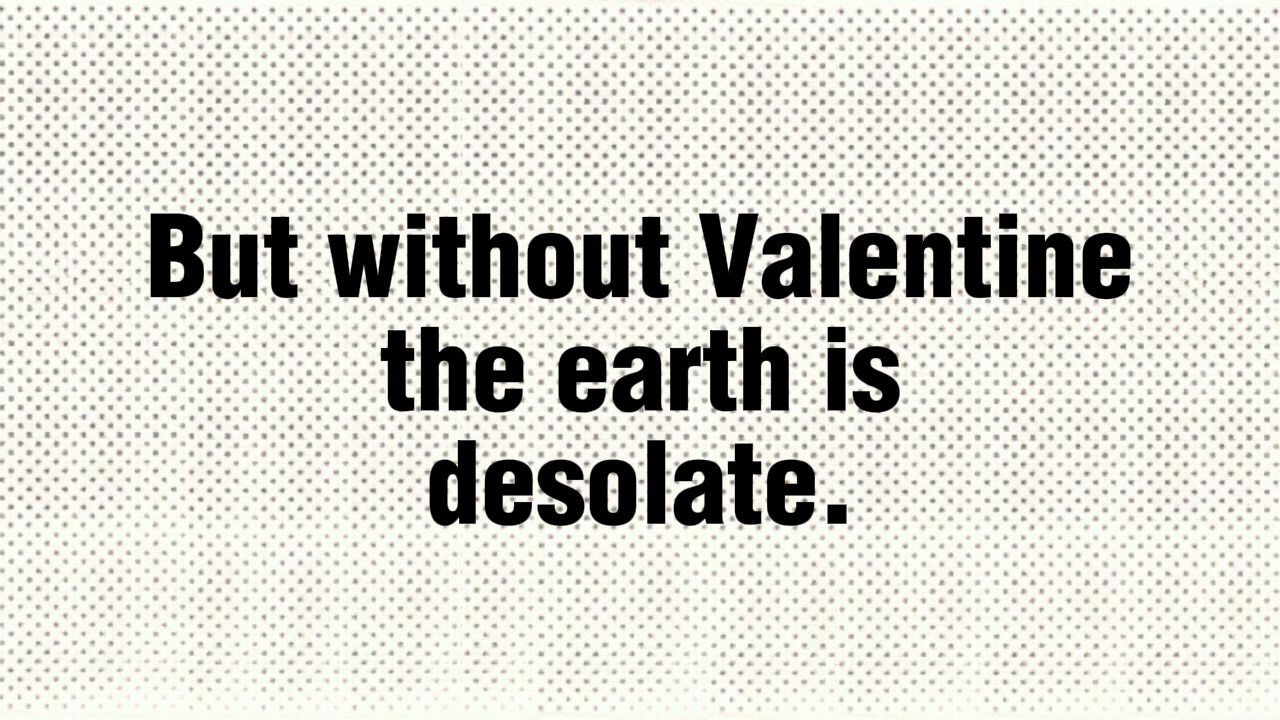 But without Valentine
the earth is
desolate.